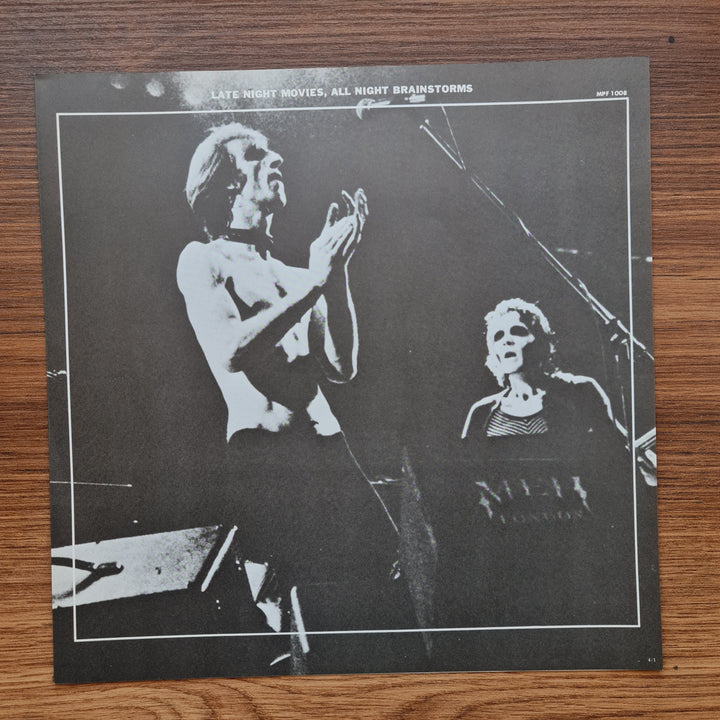 LATE NIGHT MOVIES, ALL NIGHT BRAINSTORMS
MPF 1008
LONDON